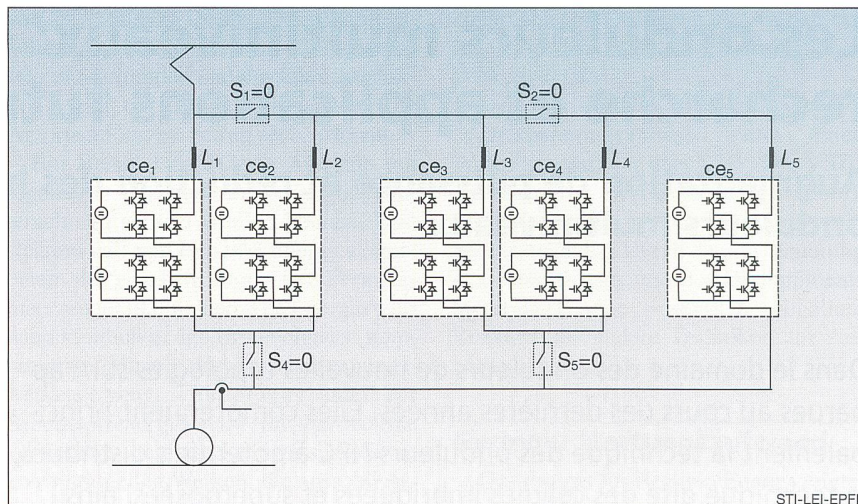 S₁=0
S₂=0
L₁
L₂
L₃
L₄
L₅
ce₁
ce₂
ce₃
ce₄
ce₅
S₄=0
S₅=0
STI-LEI-EPFL